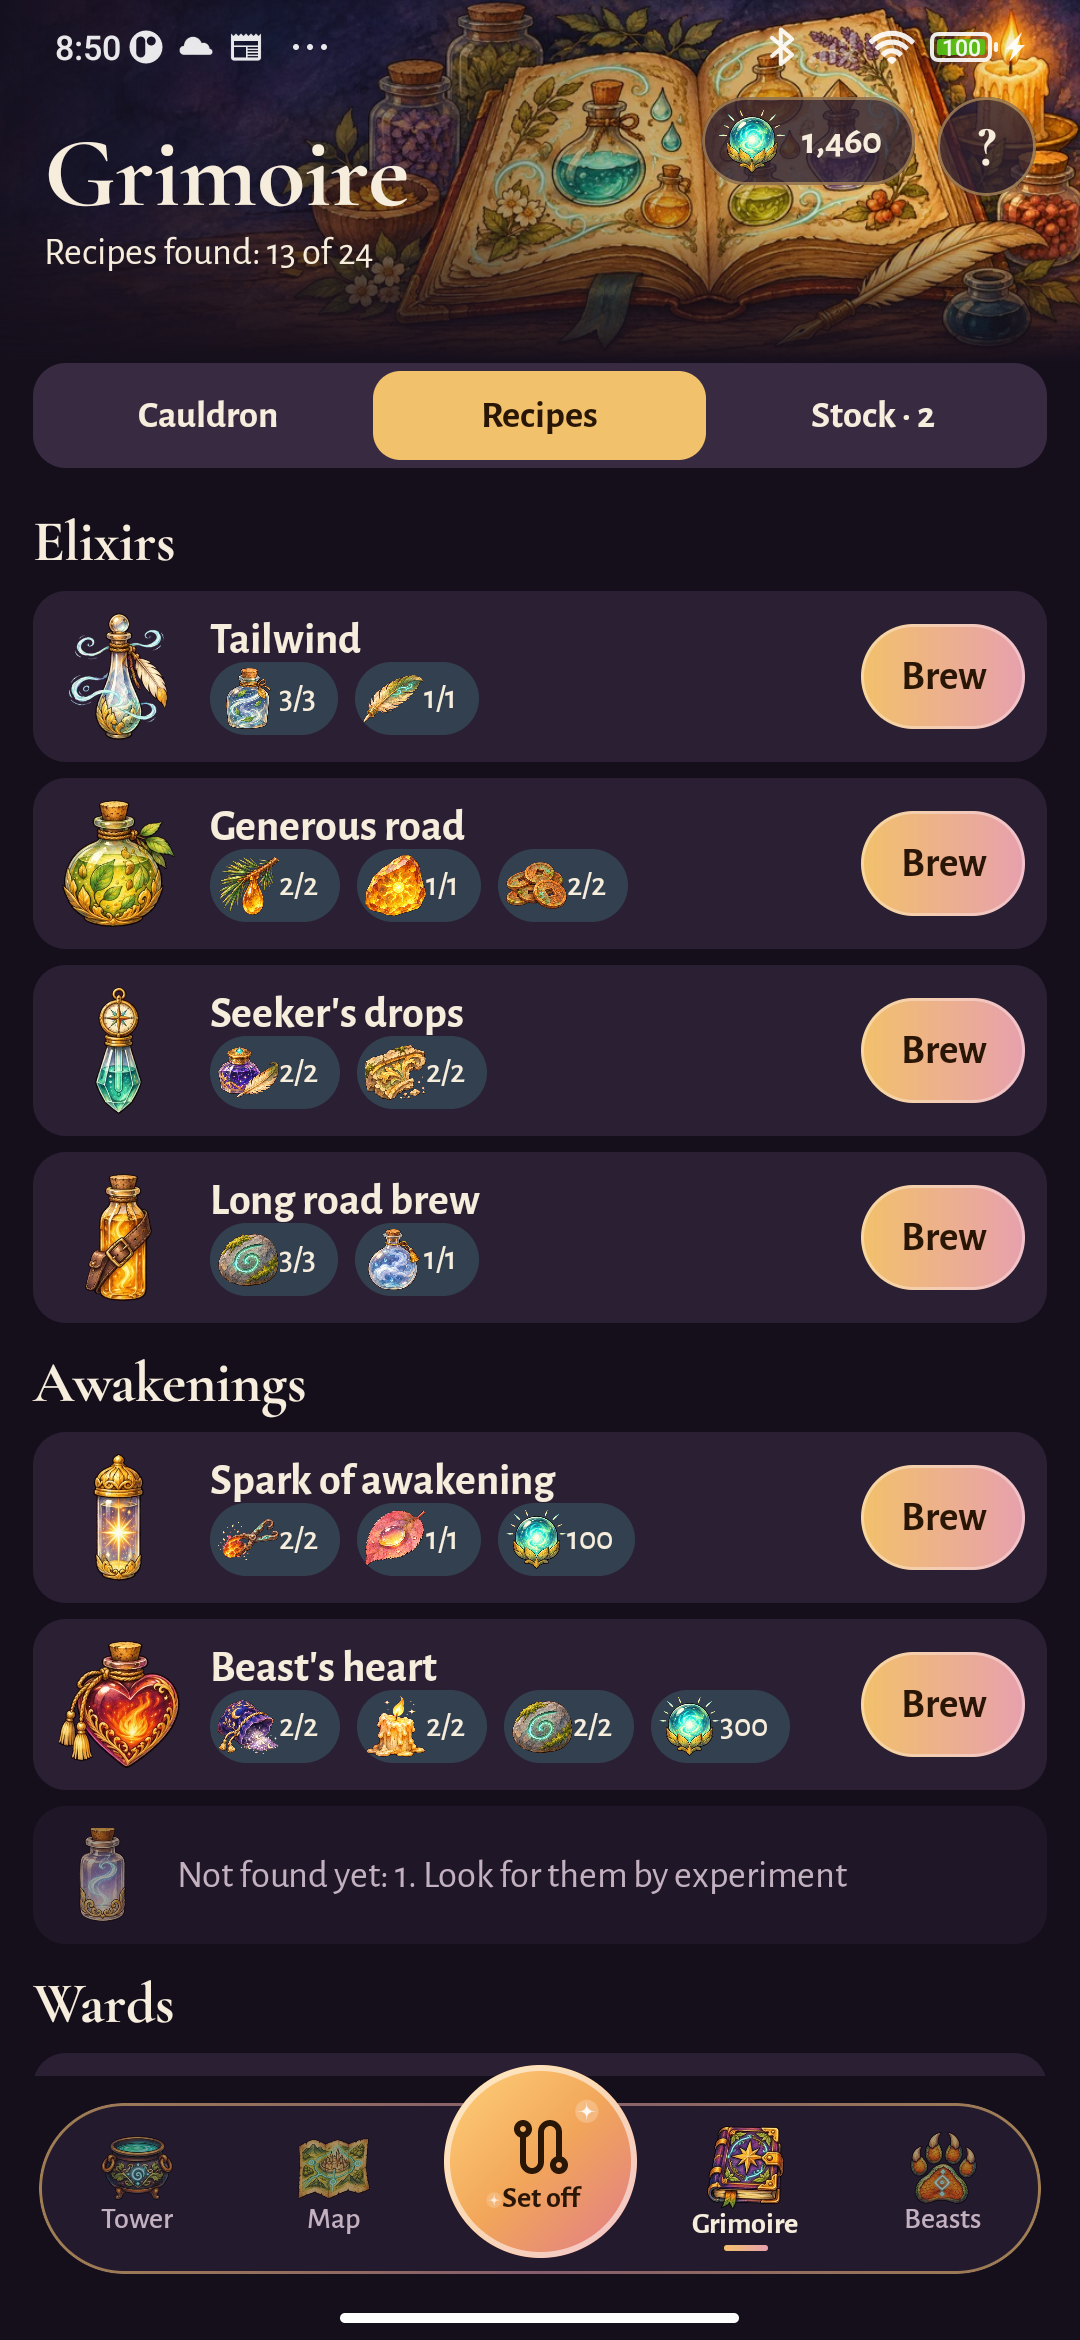 8:50
100
Grimoire
1,460
?
Recipes found: 13 of 24
Cauldron
Recipes
Stock · 2
Elixirs
Tailwind
3/3
1/1
Brew
Generous road
2/2
1/1
2/2
Brew
Seeker's drops
2/2
2/2
Brew
Long road brew
3/3
1/1
Brew
Awakenings
Spark of awakening
2/2
1/1
100
Brew
Beast's heart
2/2
2/2
2/2
300
Brew
Not found yet: 1. Look for them by experiment
Wards
Tower
Map
Set off
Grimoire
Beasts